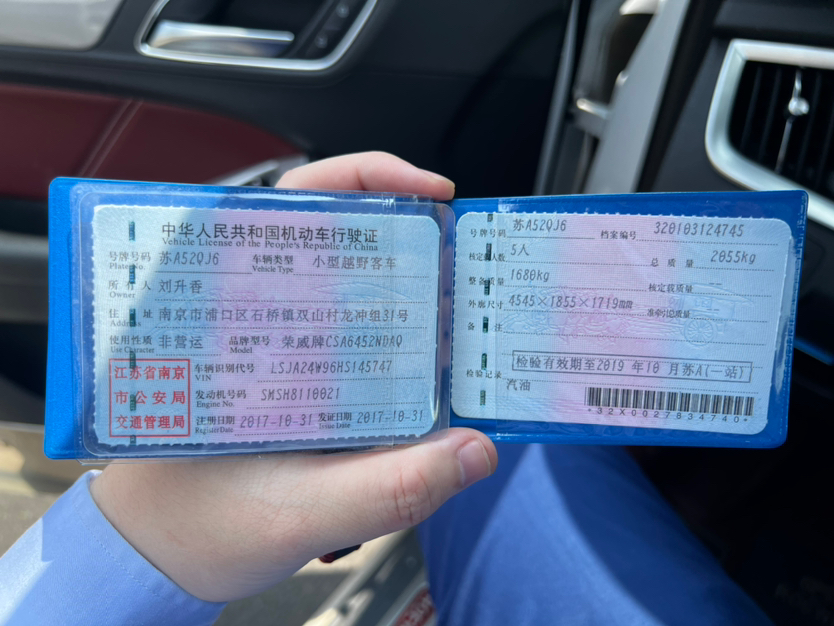 中华人民共和国机动车行驶证
Vehicle License of the People's Republic of China
号牌号码 苏A52QJ6 车辆类型 小型越野客车
Plate No. Vehicle Type
所有人 刘升香
Owner
住址 南京市浦口区石桥镇双山村龙冲组31号
Address
使用性质 非营运 品牌型号 荣威牌CSA6452NDAQ
Use Character Model
江苏省南京
市公安局
交通管理局
车辆识别代号 LSJA24W96HS145747
VIN
发动机号码 SMSH8110021
Engine No.
注册日期 2017-10-31 发证日期 2017-10-31
Register Date Issue Date
号牌号码 苏A52QJ6 档案编号 320103124745
核定载人数 5人 总质量 2055kg
整备质量 1680kg 核定载质量 --
外廓尺寸 4545×1855×1719mm 准牵引总质量 --
备注
检验有效期至2019年10月苏A(一站)
检验记录
汽油
*32X0027834740*